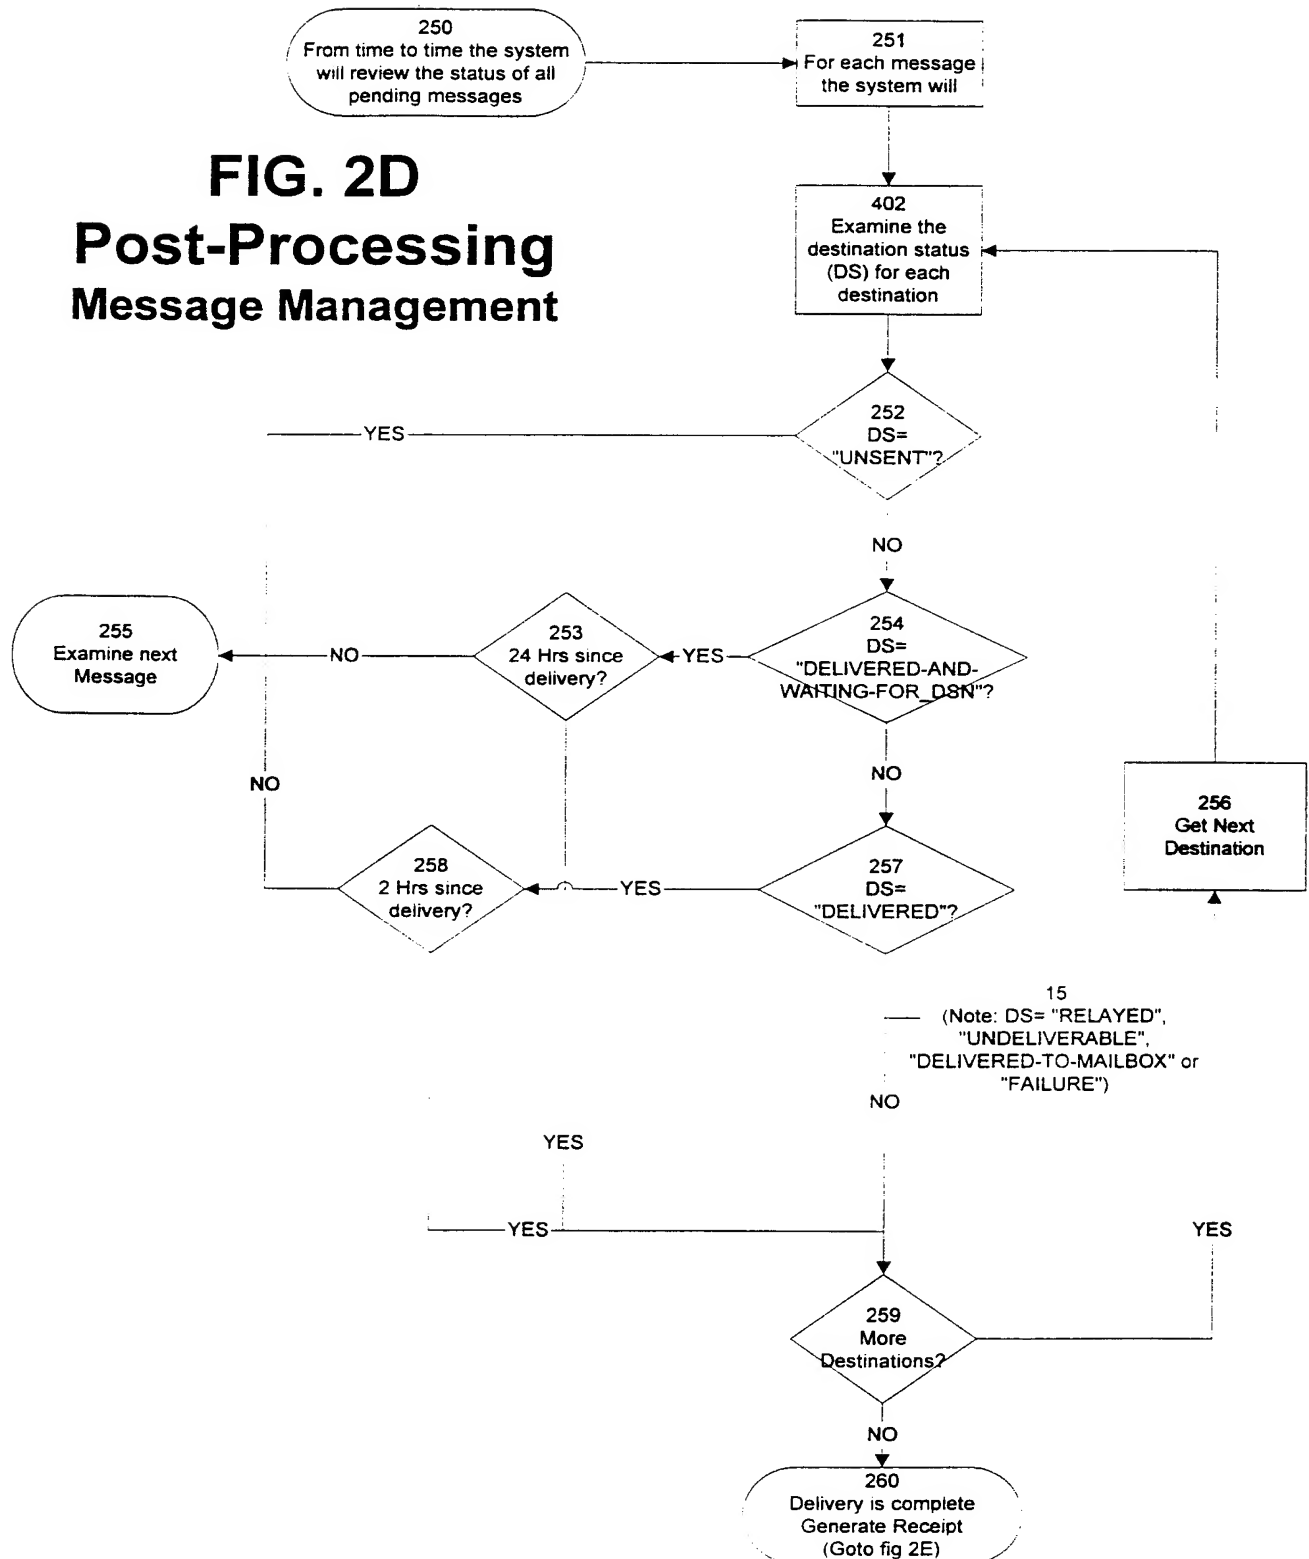 250
From time to time the system
will review the status of all
pending messages
251
For each message
the system will
FIG. 2D
Post-Processing
Message Management
402
Examine the
destination status
(DS) for each
destination
252
DS=
"UNSENT"?
YES
NO
255
Examine next
Message
NO
253
24 Hrs since
delivery?
YES
254
DS=
"DELIVERED-AND-
WAITING-FOR_DSN"?
NO
NO
256
Get Next
Destination
258
2 Hrs since
delivery?
YES
257
DS=
"DELIVERED"?
15
(Note: DS= "RELAYED",
"UNDELIVERABLE",
"DELIVERED-TO-MAILBOX" or
"FAILURE")
NO
YES
YES
YES
259
More
Destinations?
NO
260
Delivery is complete
Generate Receipt
(Goto fig 2E)